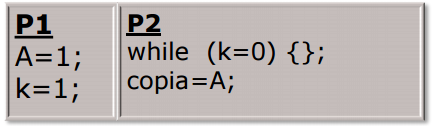 P1
A=1;
k=1;
P2
while (k=0) {};
copia=A;